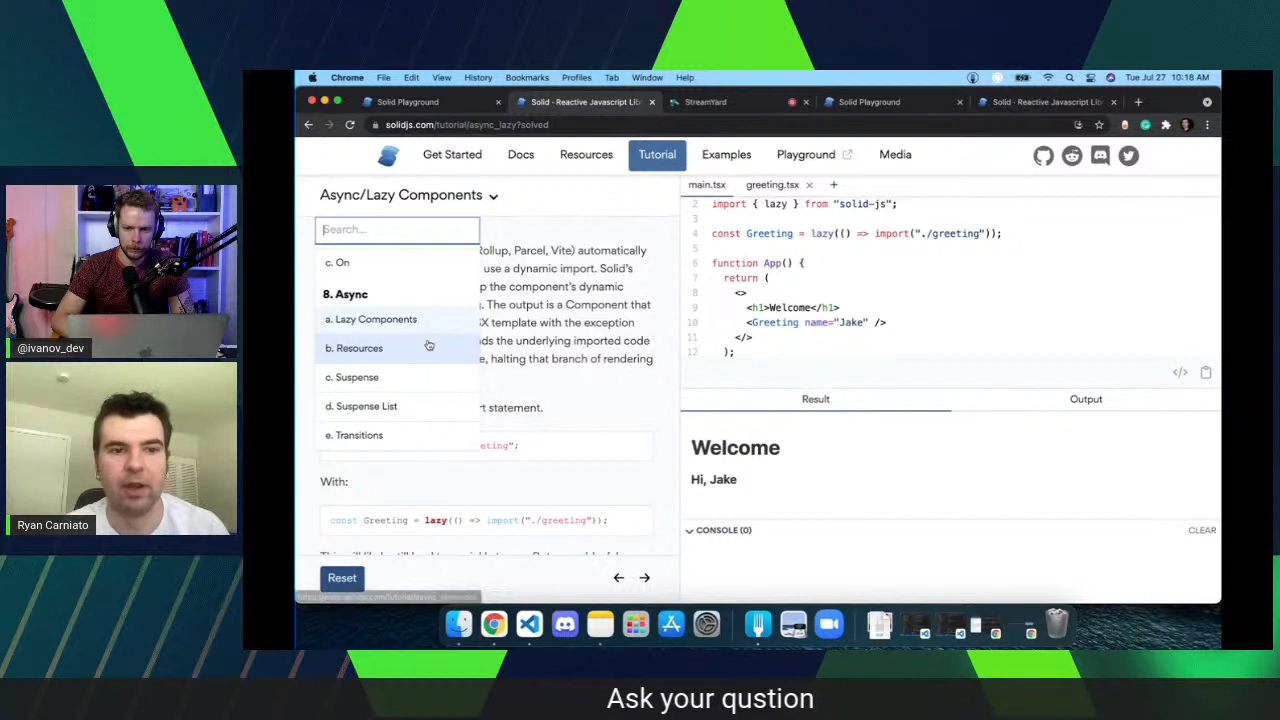 Chrome File Edit View History Bookmarks Profiles Tab Window Help
Tue Jul 27 10:18 AM
Solid Playground
Solid - Reactive Javascript Lib
StreamYard
Solid Playground
Solid - Reactive Javascript Lib
solidjs.com/tutorial/async_lazy?solved
Get Started Docs Resources Tutorial Examples Playground Media
Async/Lazy Components
main.tsx greeting.tsx
Search...
c. On
8. Async
a. Lazy Components
b. Resources
c. Suspense
d. Suspense List
e. Transitions
Rollup, Parcel, Vite) automatically
use a dynamic import. Solid's
p the component's dynamic
g. The output is a Component that
SX template with the exception
nds the underlying imported code
e, halting that branch of rendering
rt statement.
eting";
With:
const Greeting = lazy(() => import("./greeting"));
Reset
2 import { lazy } from "solid-js";
3
4 const Greeting = lazy(() => import("./greeting"));
5
6 function App() {
7 return (
8 <>
9 <h1>Welcome</h1>
10 <Greeting name="Jake" />
11 </>
12 );
Result Output
Welcome
Hi, Jake
CONSOLE (0) CLEAR
@ivanov_dev
Ryan Carniato
Ask your qustion